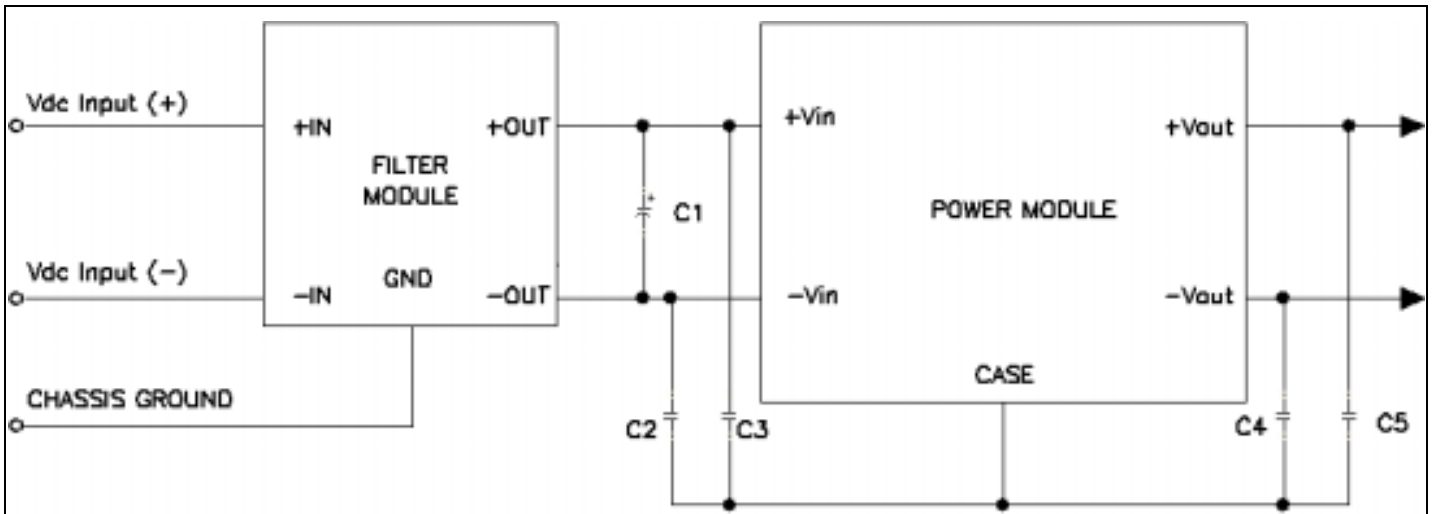 Vdc Input (+)
+IN
+OUT
FILTER
MODULE
+Vin
+Vout
C1
POWER MODULE
Vdc Input (-)
-IN
GND
-OUT
-Vin
-Vout
CASE
CHASSIS GROUND
C2
C3
C4
C5